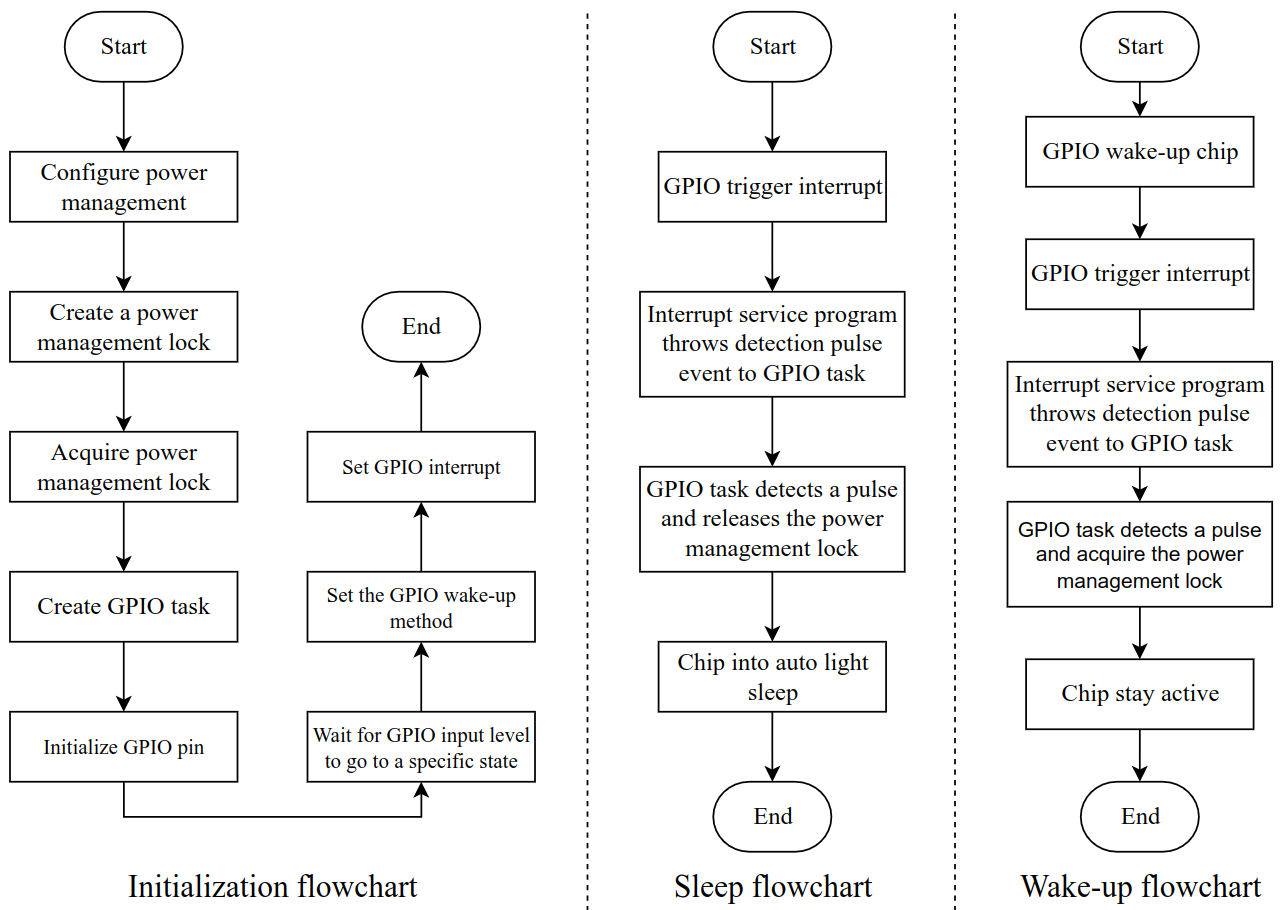 Start
Configure power
management
Create a power
management lock
Acquire power
management lock
Create GPIO task
Initialize GPIO pin
Wait for GPIO input level
to go to a specific state
Set the GPIO wake-up
method
Set GPIO interrupt
End
Initialization flowchart
Start
GPIO trigger interrupt
Interrupt service program
throws detection pulse
event to GPIO task
GPIO task detects a pulse
and releases the power
management lock
Chip into auto light
sleep
End
Sleep flowchart
Start
GPIO wake-up chip
GPIO trigger interrupt
Interrupt service program
throws detection pulse
event to GPIO task
GPIO task detects a pulse
and acquire the power
management lock
Chip stay active
End
Wake-up flowchart